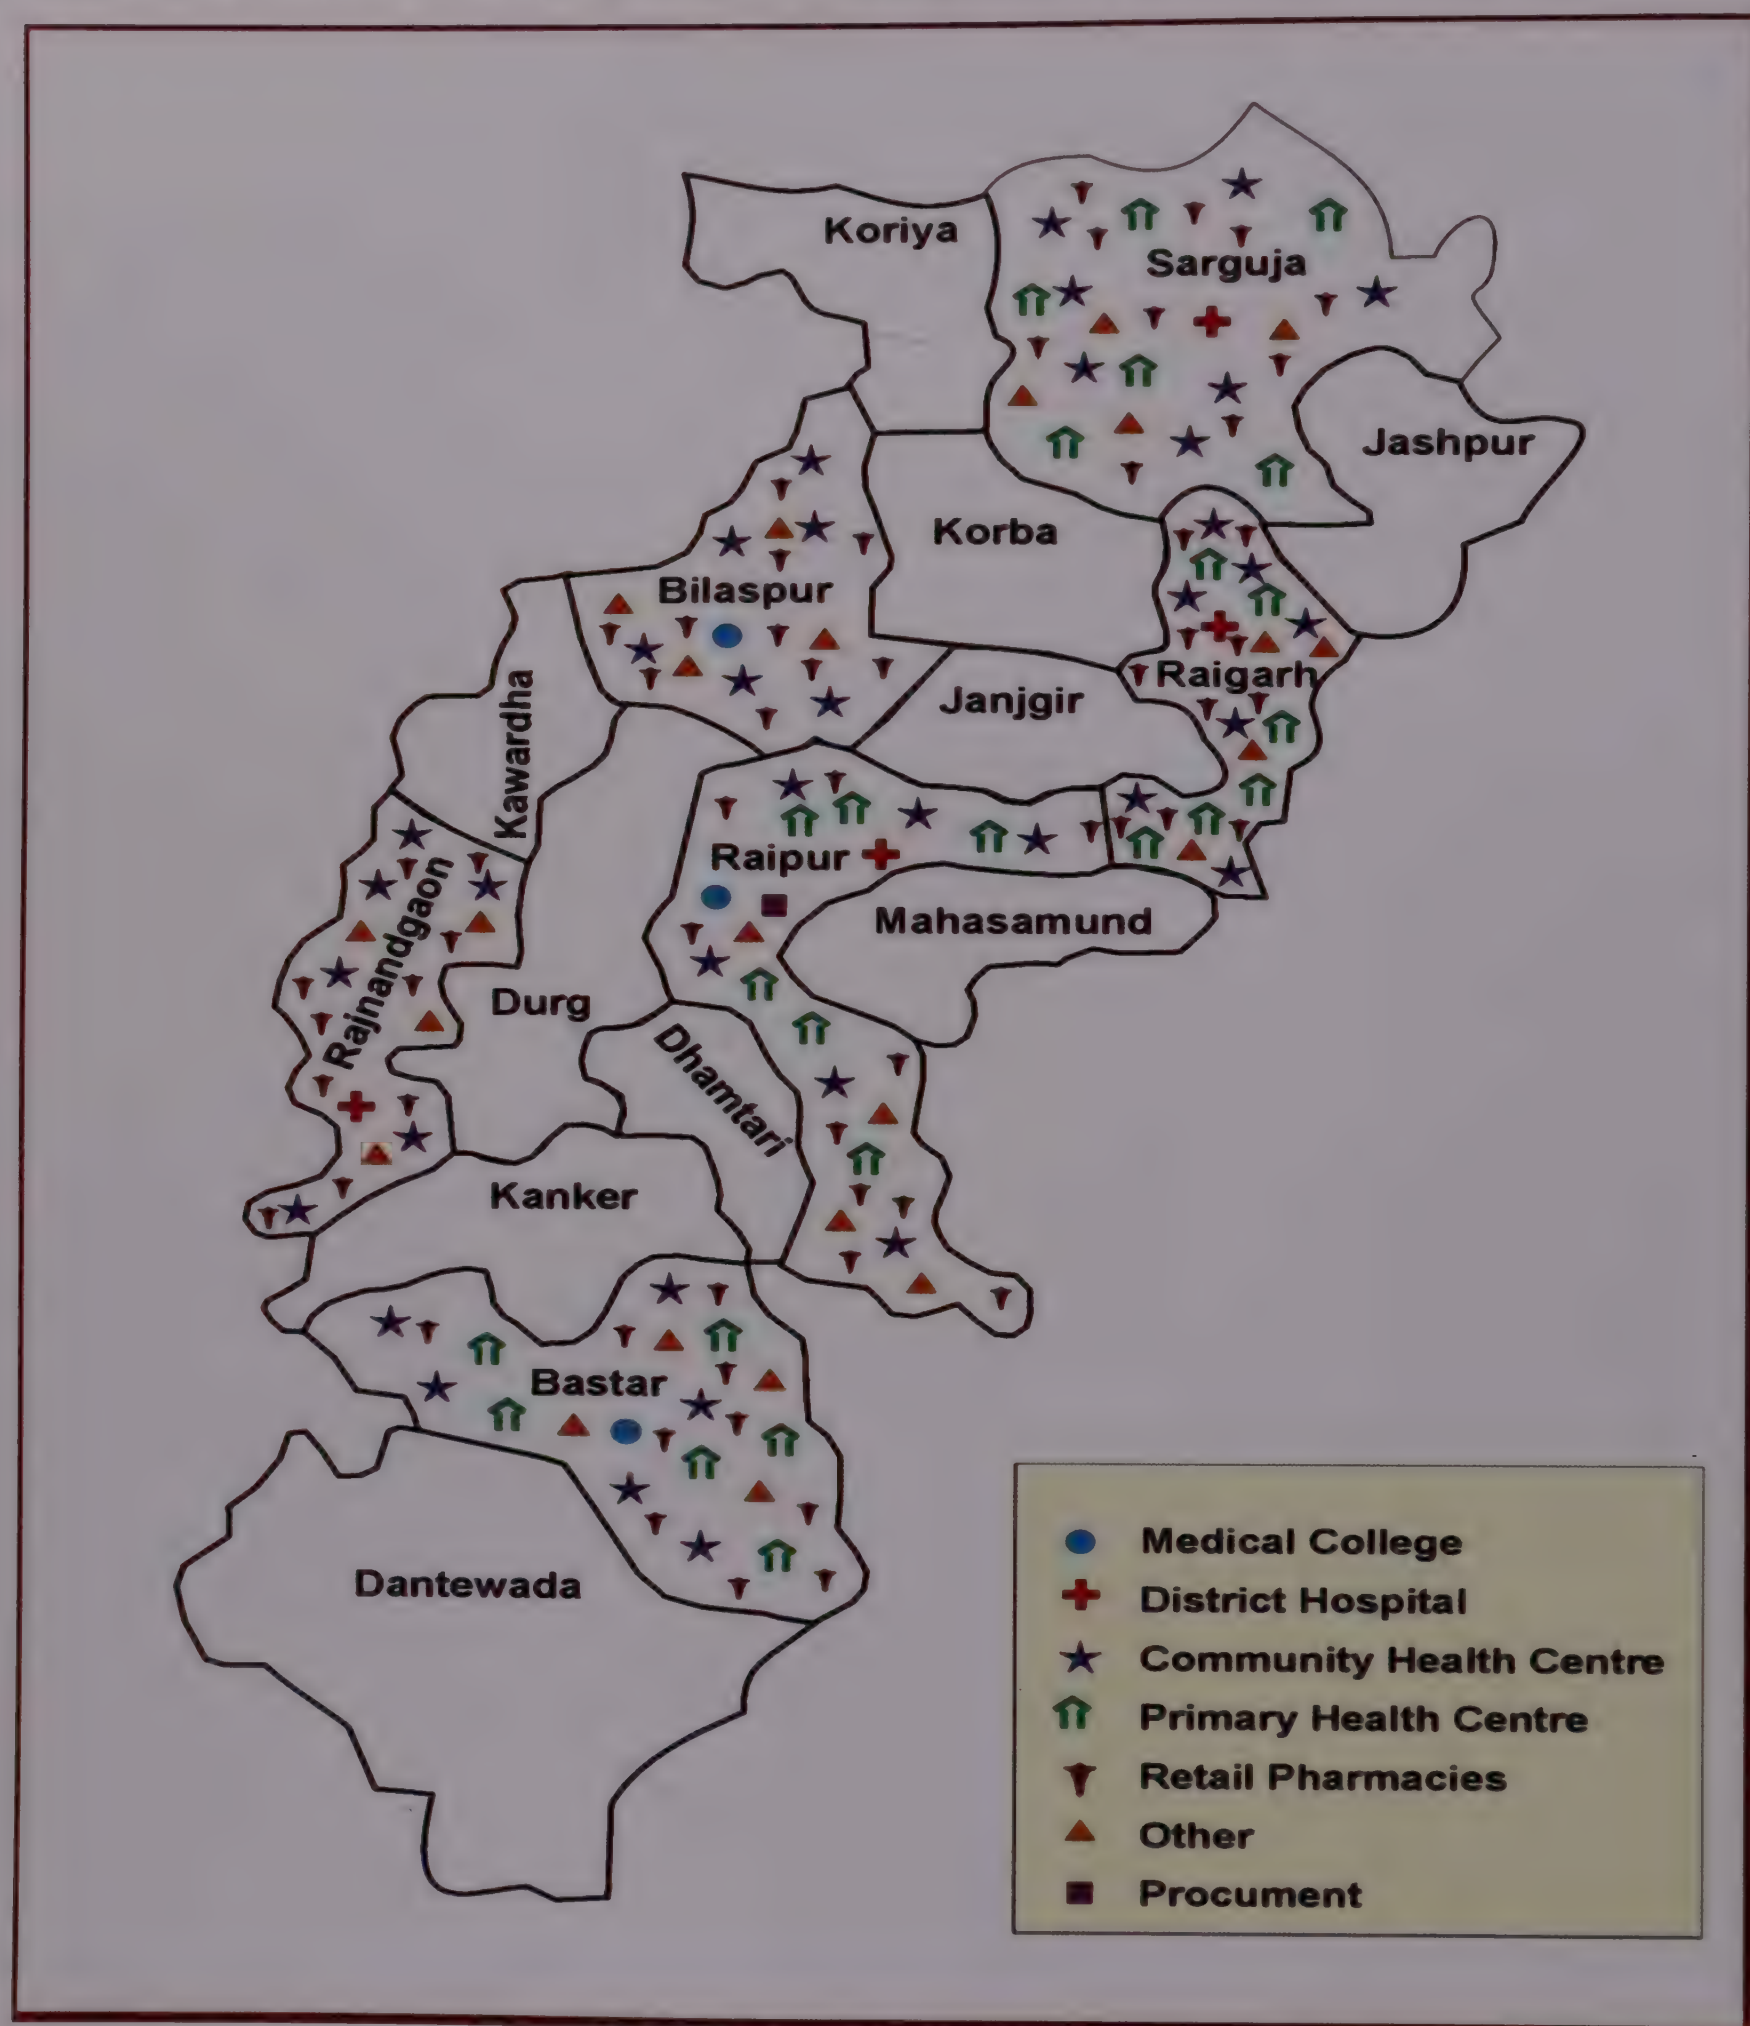 Koriya
Sarguja
Jashpur
Korba
Bilaspur
Raigarh
Janjgir
Kawardha
Raipur
Mahasamund
Rajnandgaon
Durg
Dhamtari
Kanker
Bastar
Dantewada
Medical College
District Hospital
Community Health Centre
Primary Health Centre
Retail Pharmacies
Other
Procument